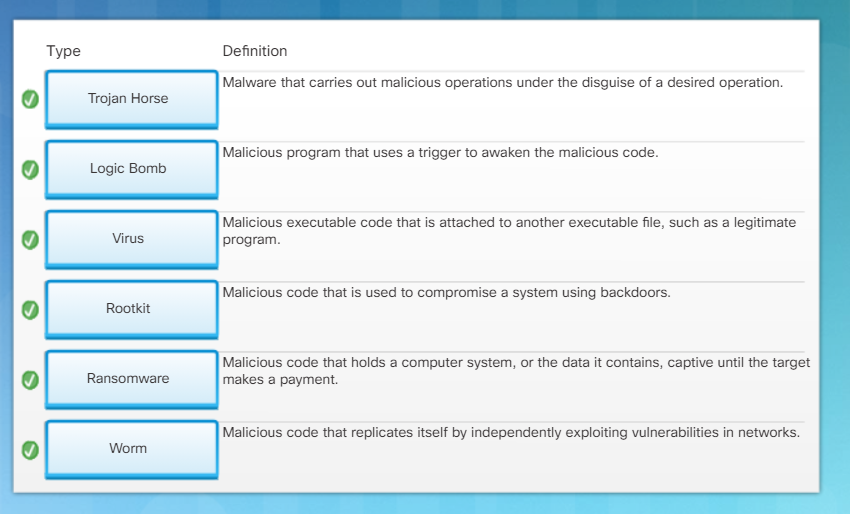 Type Definition
Trojan Horse
Malware that carries out malicious operations under the disguise of a desired operation.
Logic Bomb
Malicious program that uses a trigger to awaken the malicious code.
Virus
Malicious executable code that is attached to another executable file, such as a legitimate
program.
Rootkit
Malicious code that is used to compromise a system using backdoors.
Ransomware
Malicious code that holds a computer system, or the data it contains, captive until the target
makes a payment.
Worm
Malicious code that replicates itself by independently exploiting vulnerabilities in networks.